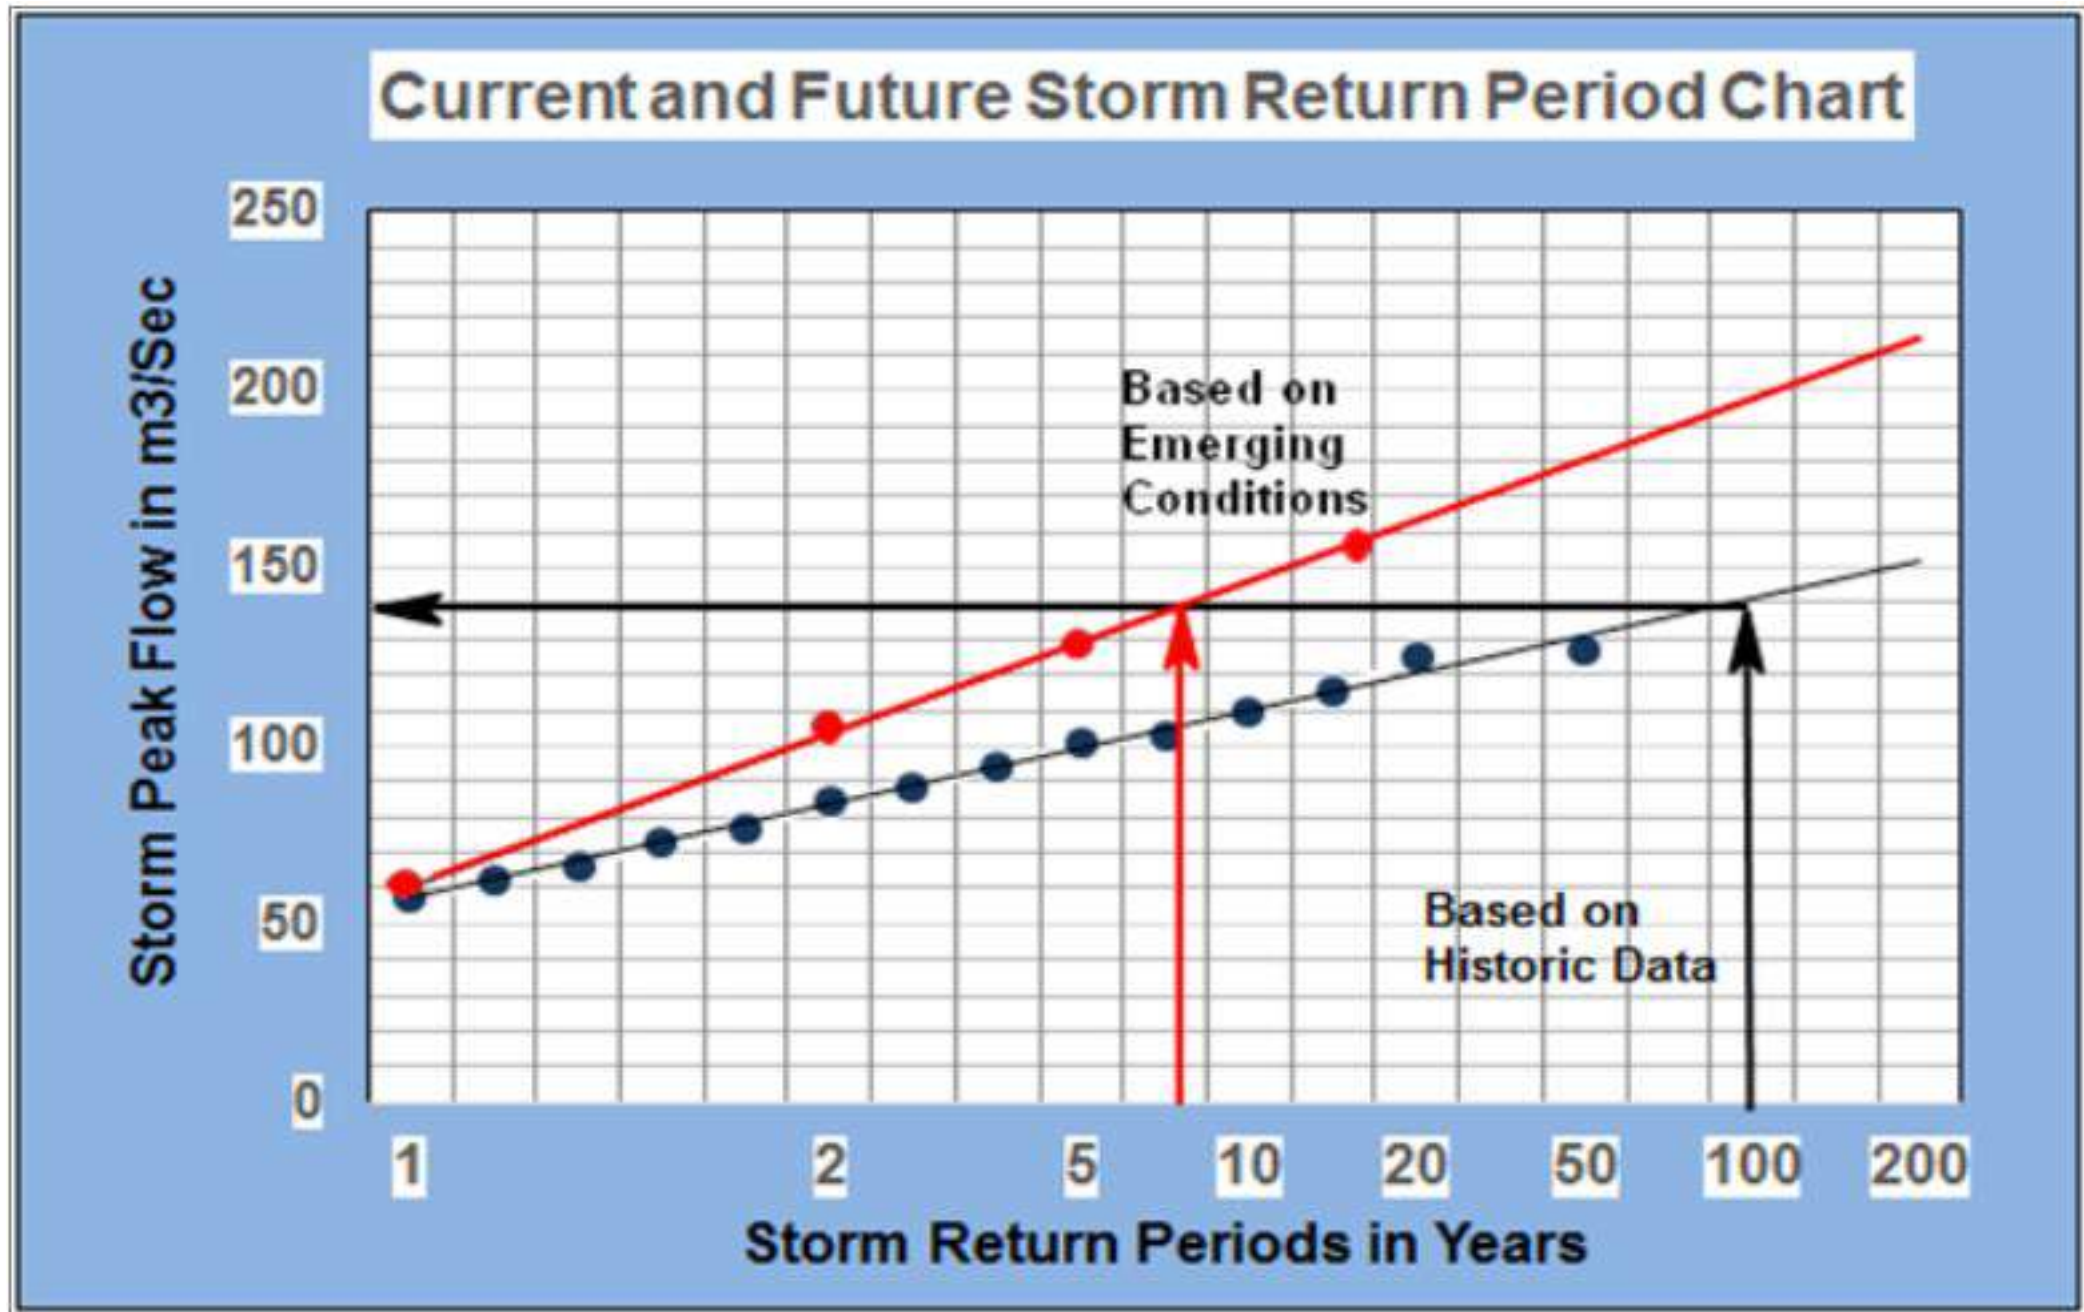 Current and Future Storm Return Period Chart
Storm Peak Flow in m3/Sec
250
200
150
100
50
0
Based on
Emerging
Conditions
Based on
Historic Data
1 2 5 10 20 50 100 200
Storm Return Periods in Years